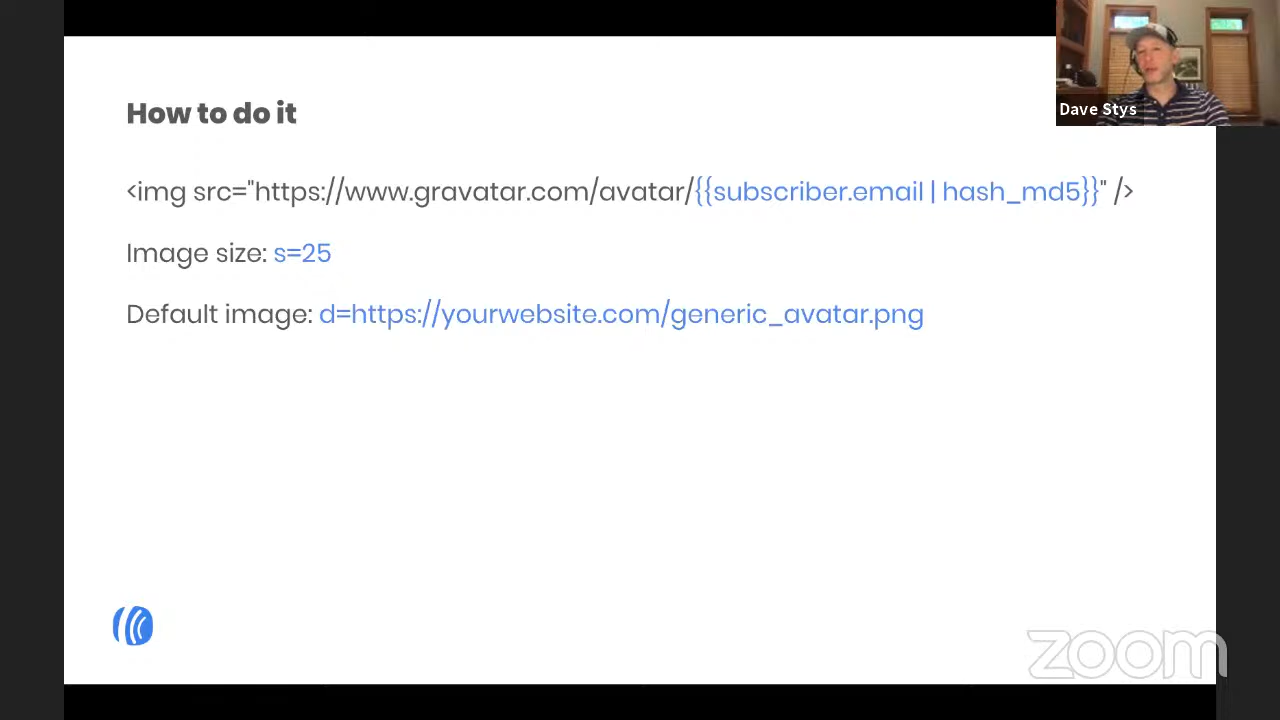 How to do it
Dave Stys
<img src="https://www.gravatar.com/avatar/{{subscriber.email | hash_md5}}" />
Image size: s=25
Default image: d=https://yourwebsite.com/generic_avatar.png
zoom